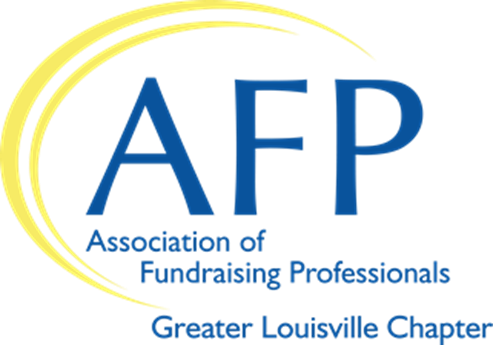 AFP
Association of
Fundraising Professionals
Greater Louisville Chapter